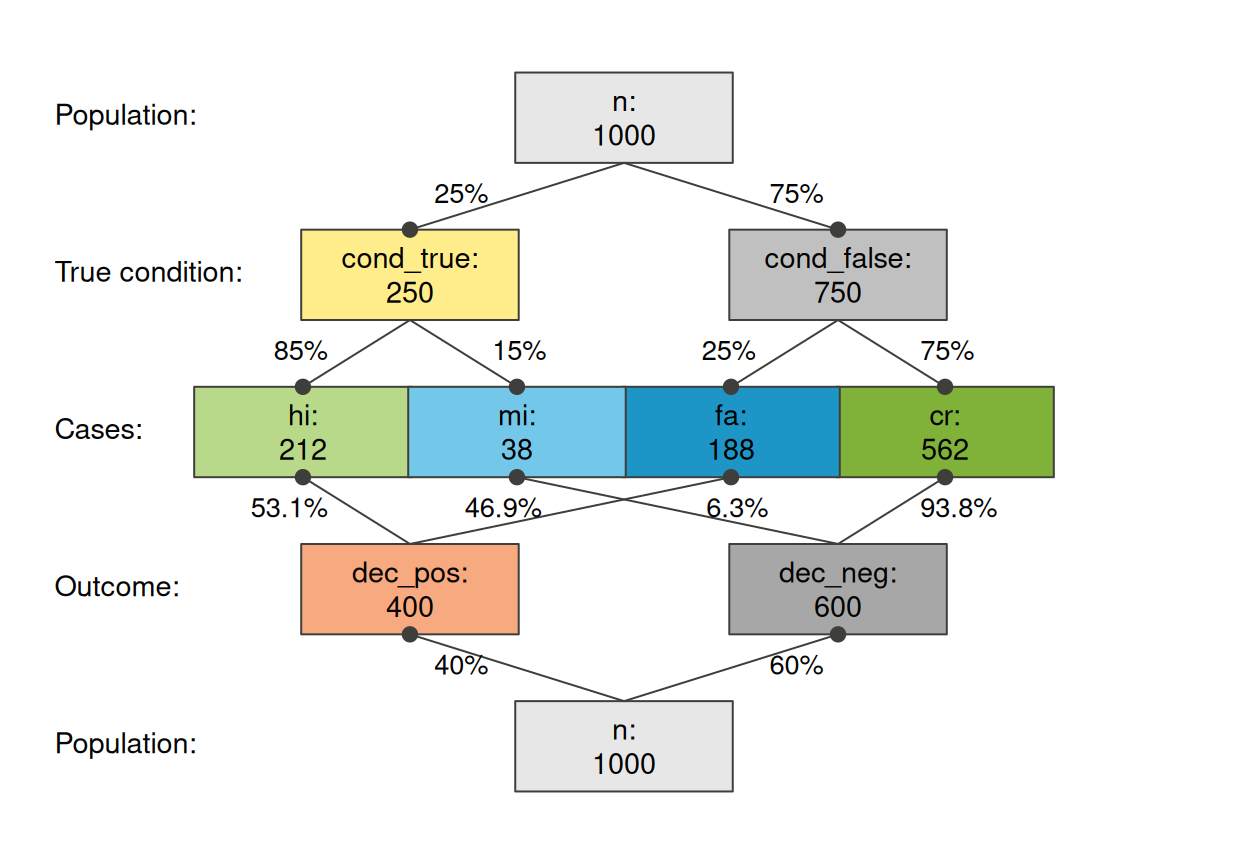 n:
Population:
1000
25%
75%
cond_true:
cond_false:
True condition:
250
750
85%
15%
25%
75%
hi:
mi:
fa:
cr:
Cases:
212
38
188
562
53.1%
46.9%
6.3%
93.8%
dec_pos:
dec_neg:
Outcome:
400
600
40%
60%
n:
Population:
1000